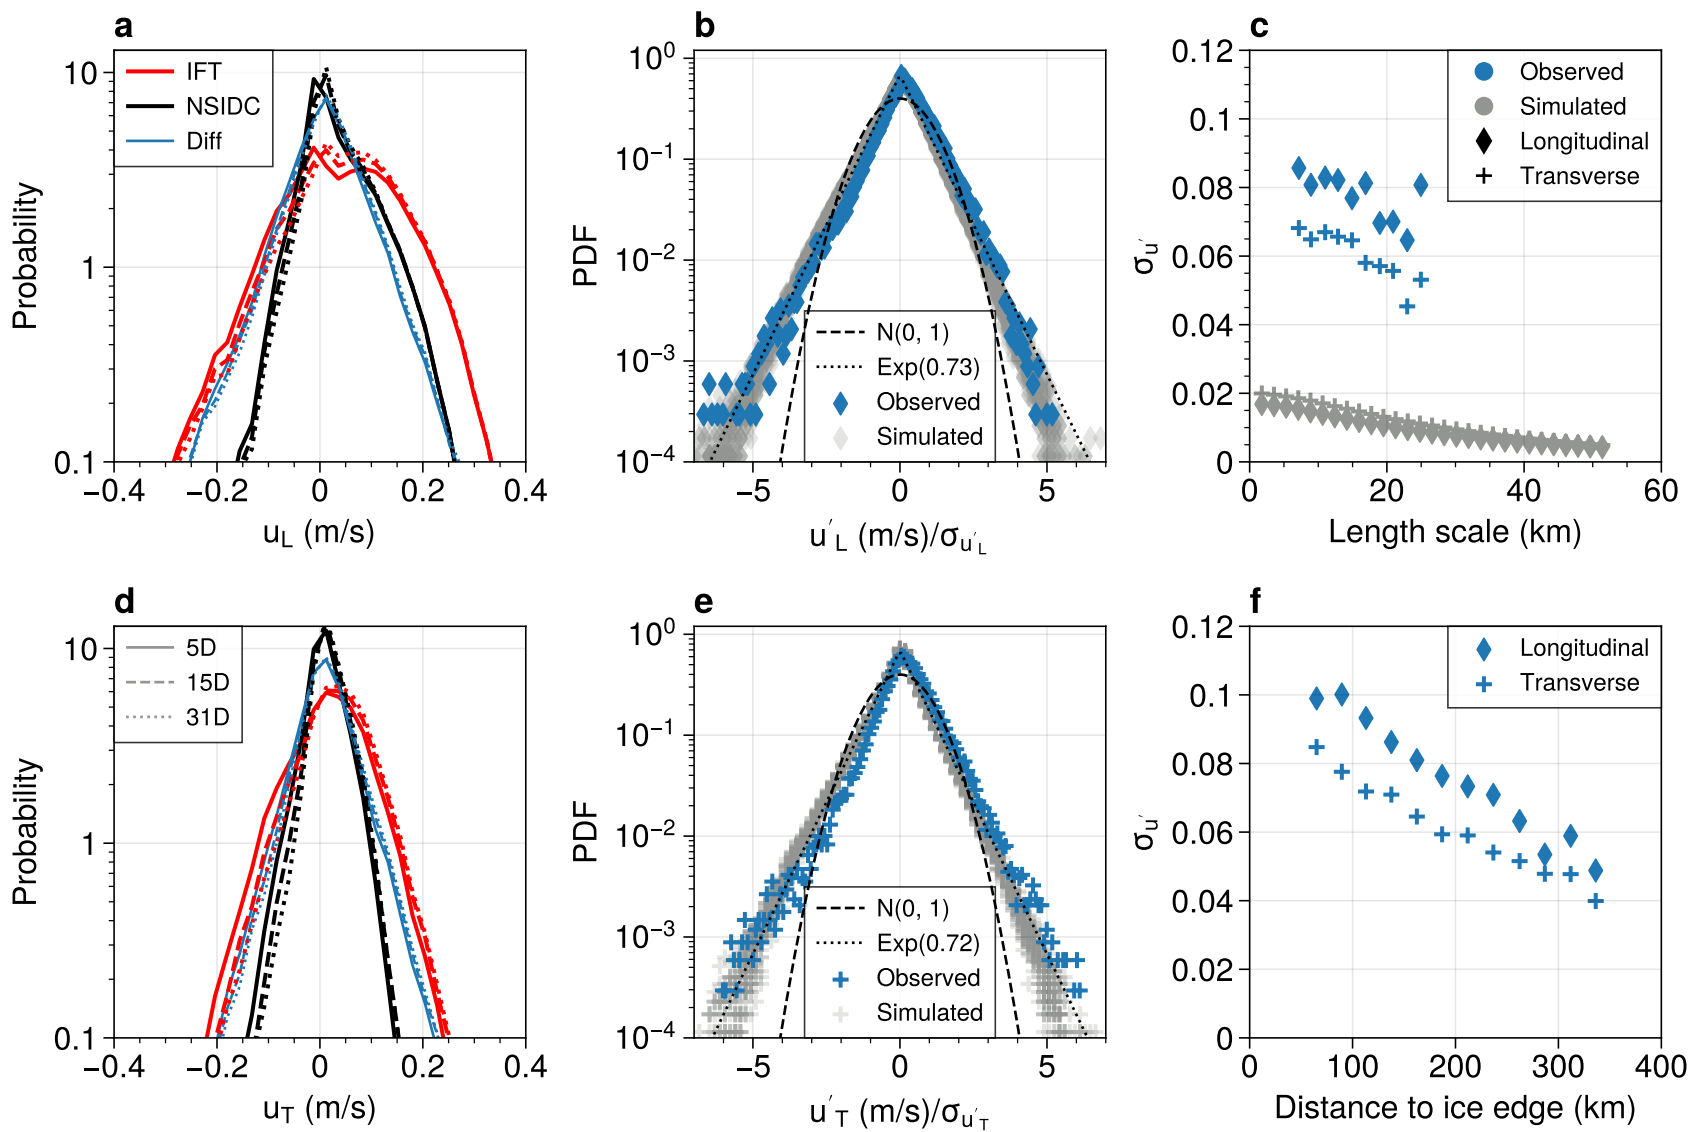 a
10
1
0.1
Probability
IFT
NSIDC
Diff
−0.4 −0.2 0 0.2 0.4
u_L (m/s)
b
10^0
10^−1
10^−2
10^−3
10^−4
PDF
N(0, 1)
Exp(0.73)
Observed
Simulated
−5 0 5
u′_L (m/s)/σ_u′_L
c
0.12
0.1
0.08
0.06
0.04
0.02
0
σ_u′
Observed
Simulated
Longitudinal
Transverse
0 20 40 60
Length scale (km)
d
10
1
0.1
Probability
5D
15D
31D
−0.4 −0.2 0 0.2 0.4
u_T (m/s)
e
10^0
10^−1
10^−2
10^−3
10^−4
PDF
N(0, 1)
Exp(0.72)
Observed
Simulated
−5 0 5
u′_T (m/s)/σ_u′_T
f
0.12
0.1
0.08
0.06
0.04
0.02
0
σ_u′
Longitudinal
Transverse
0 100 200 300 400
Distance to ice edge (km)